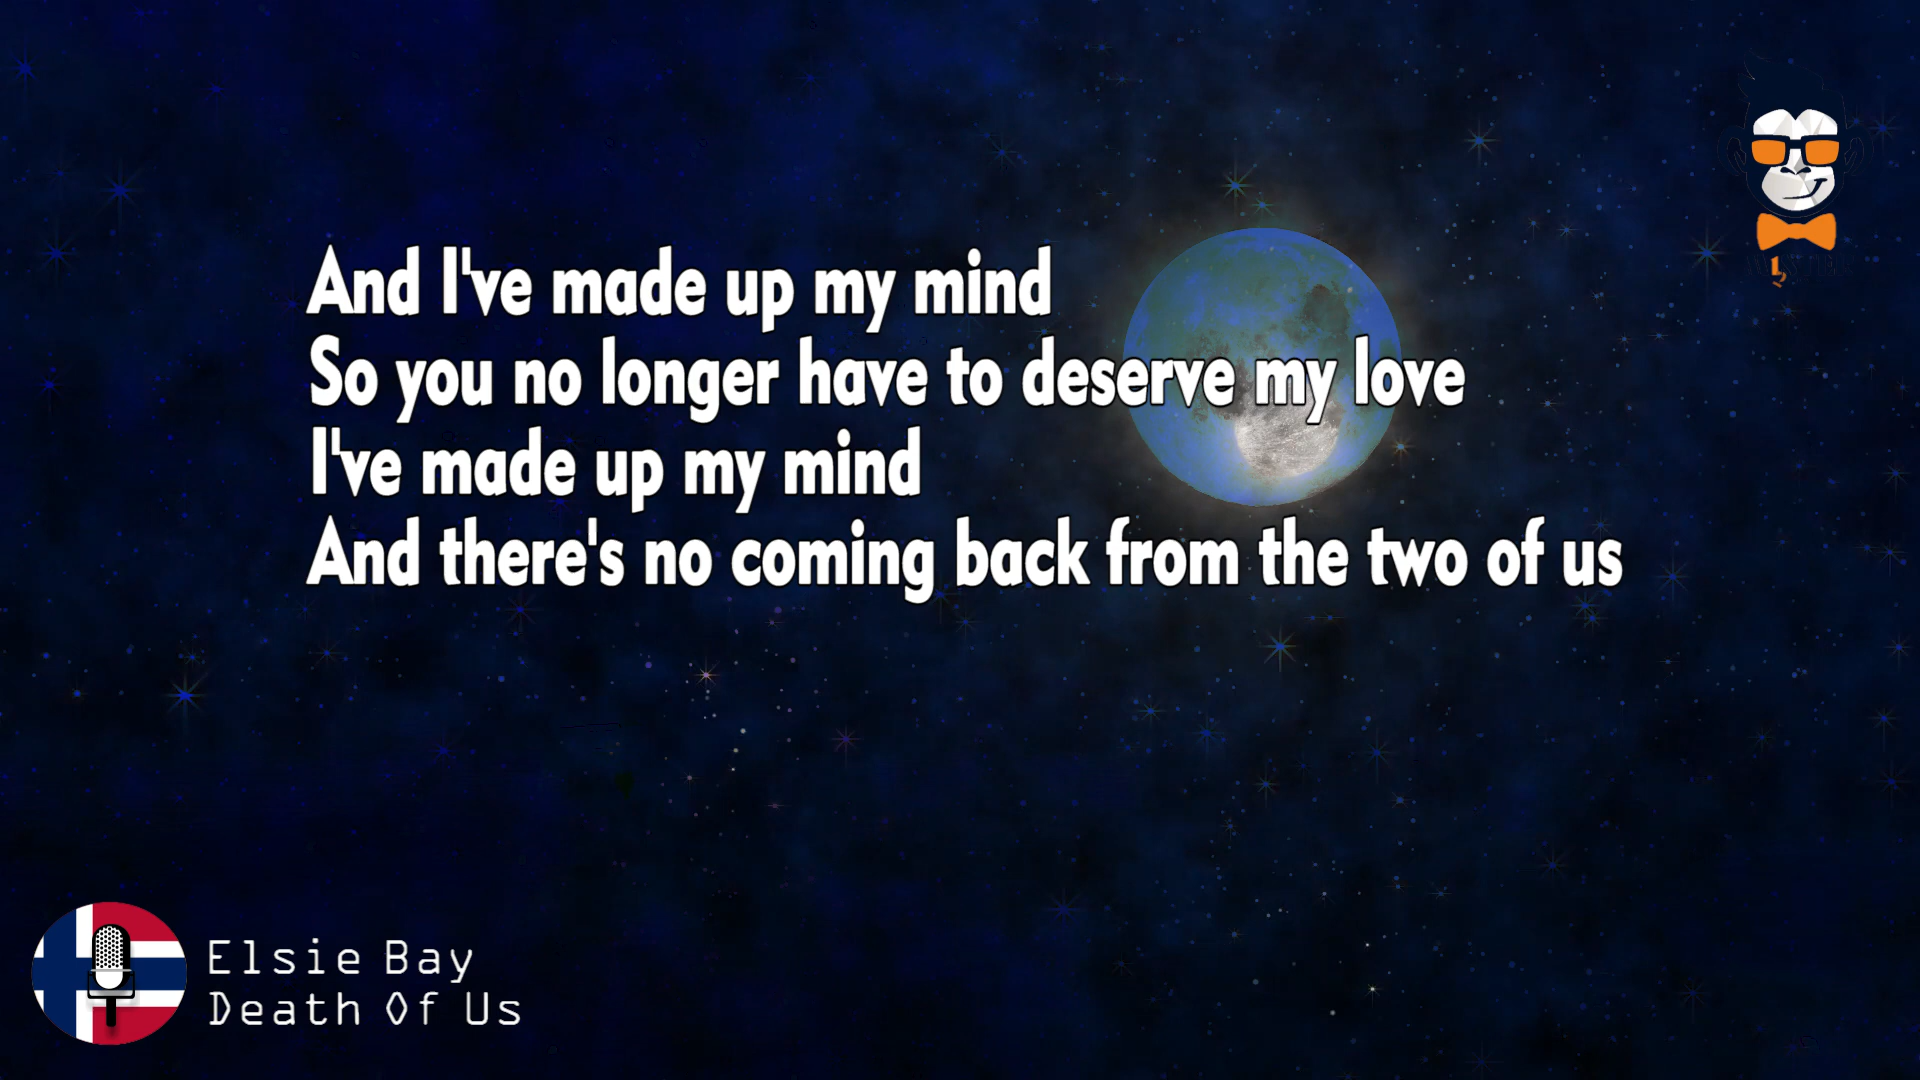 And I've made up my mind
So you no longer have to deserve my love
I've made up my mind
And there's no coming back from the two of us
Elsie Bay
Death Of Us